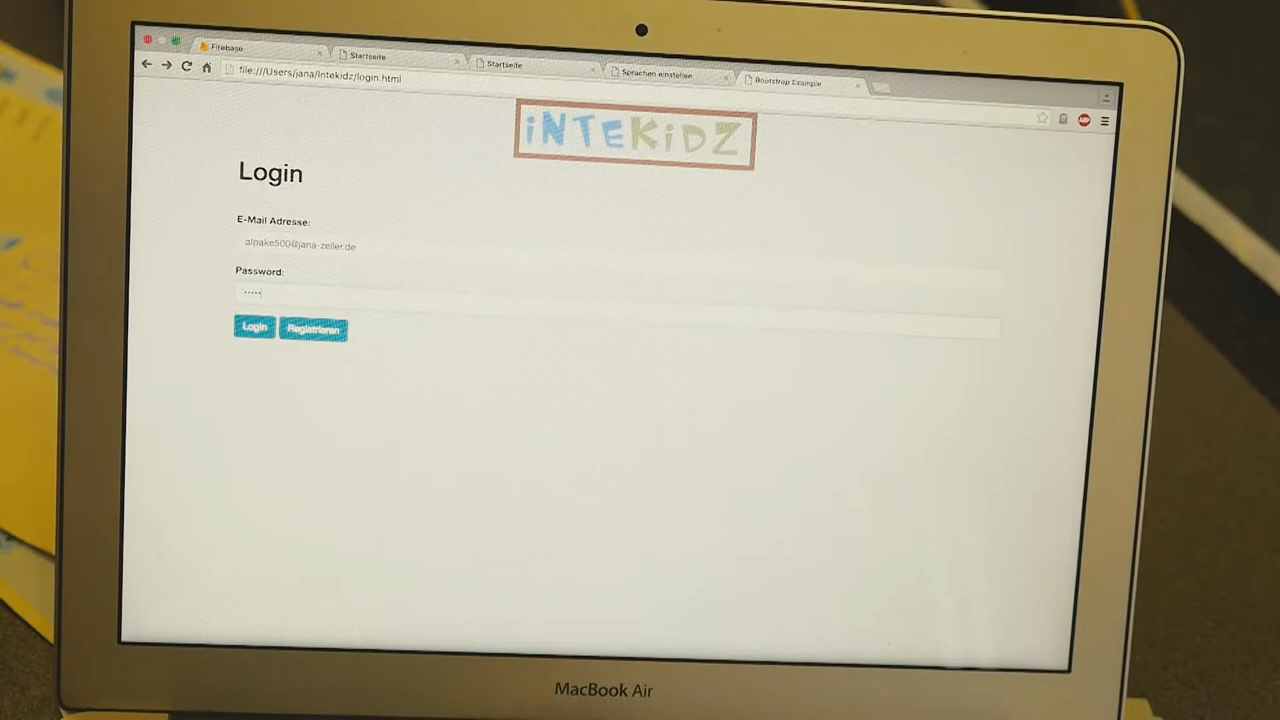 Firebase
Startseite
Startseite
Sprachen einstellen
Bootstrap Example
file:///Users/jana/Intekidz/login.html
ABP
iNTEKiDZ
Login
E-Mail Adresse:
alpake500@jana-zeller.de
Password:
•••••
Login Registrieren
MacBook Air